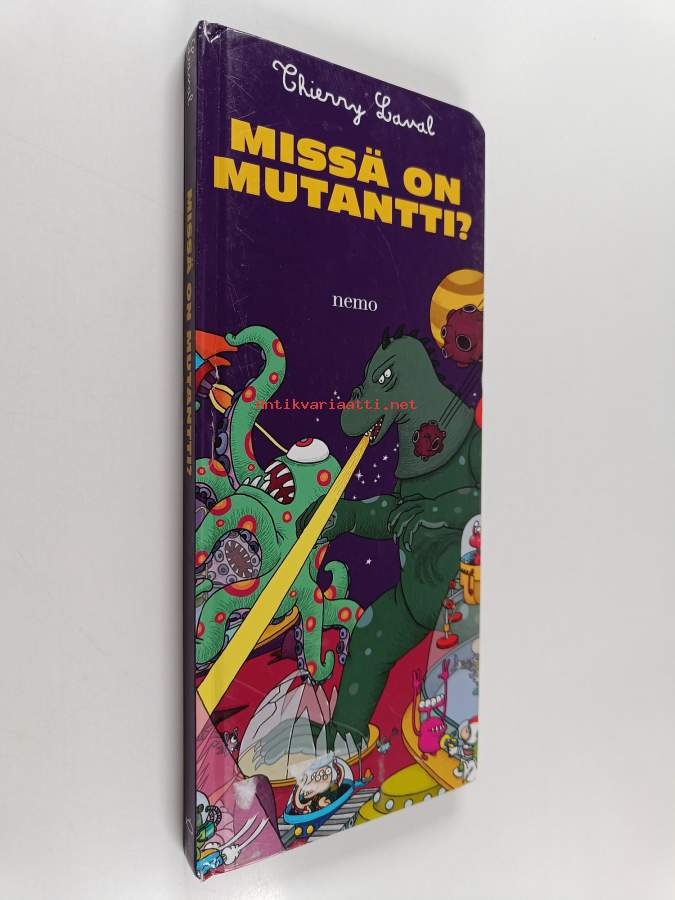 Thierry Laval
MISSÄ ON
MUTANTTI?
nemo
Antikvariaatti.net
MISSÄ ON MUTANTTI?